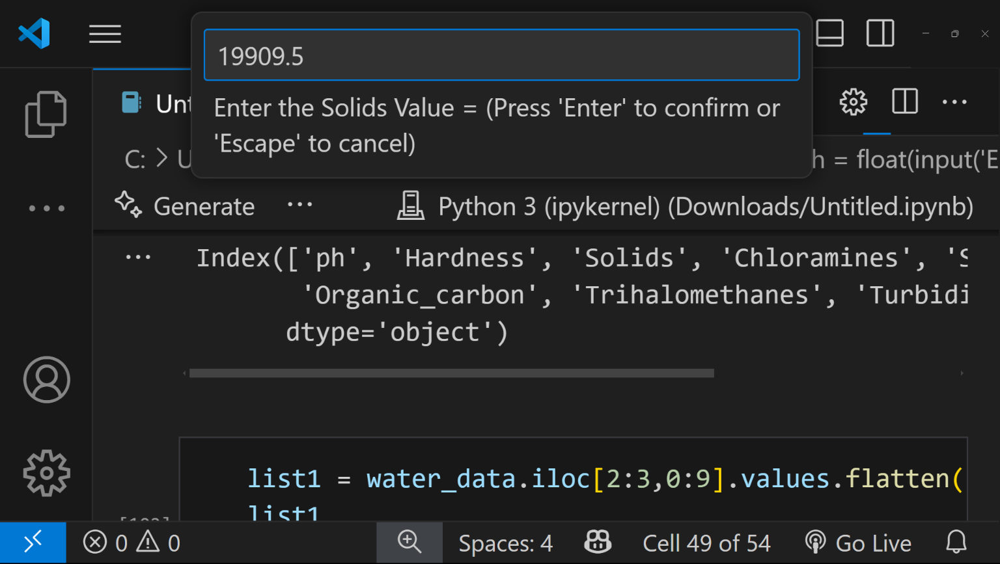 19909.5
Enter the Solids Value = (Press 'Enter' to confirm or
'Escape' to cancel)
C: > U
h = float(input('E
Generate ...
Python 3 (ipykernel) (Downloads/Untitled.ipynb)
... Index(['ph', 'Hardness', 'Solids', 'Chloramines', 'S
'Organic_carbon', 'Trihalomethanes', 'Turbidi
dtype='object')
list1 = water_data.iloc[2:3,0:9].values.flatten(
list1
0 0
Spaces: 4
Cell 49 of 54
Go Live